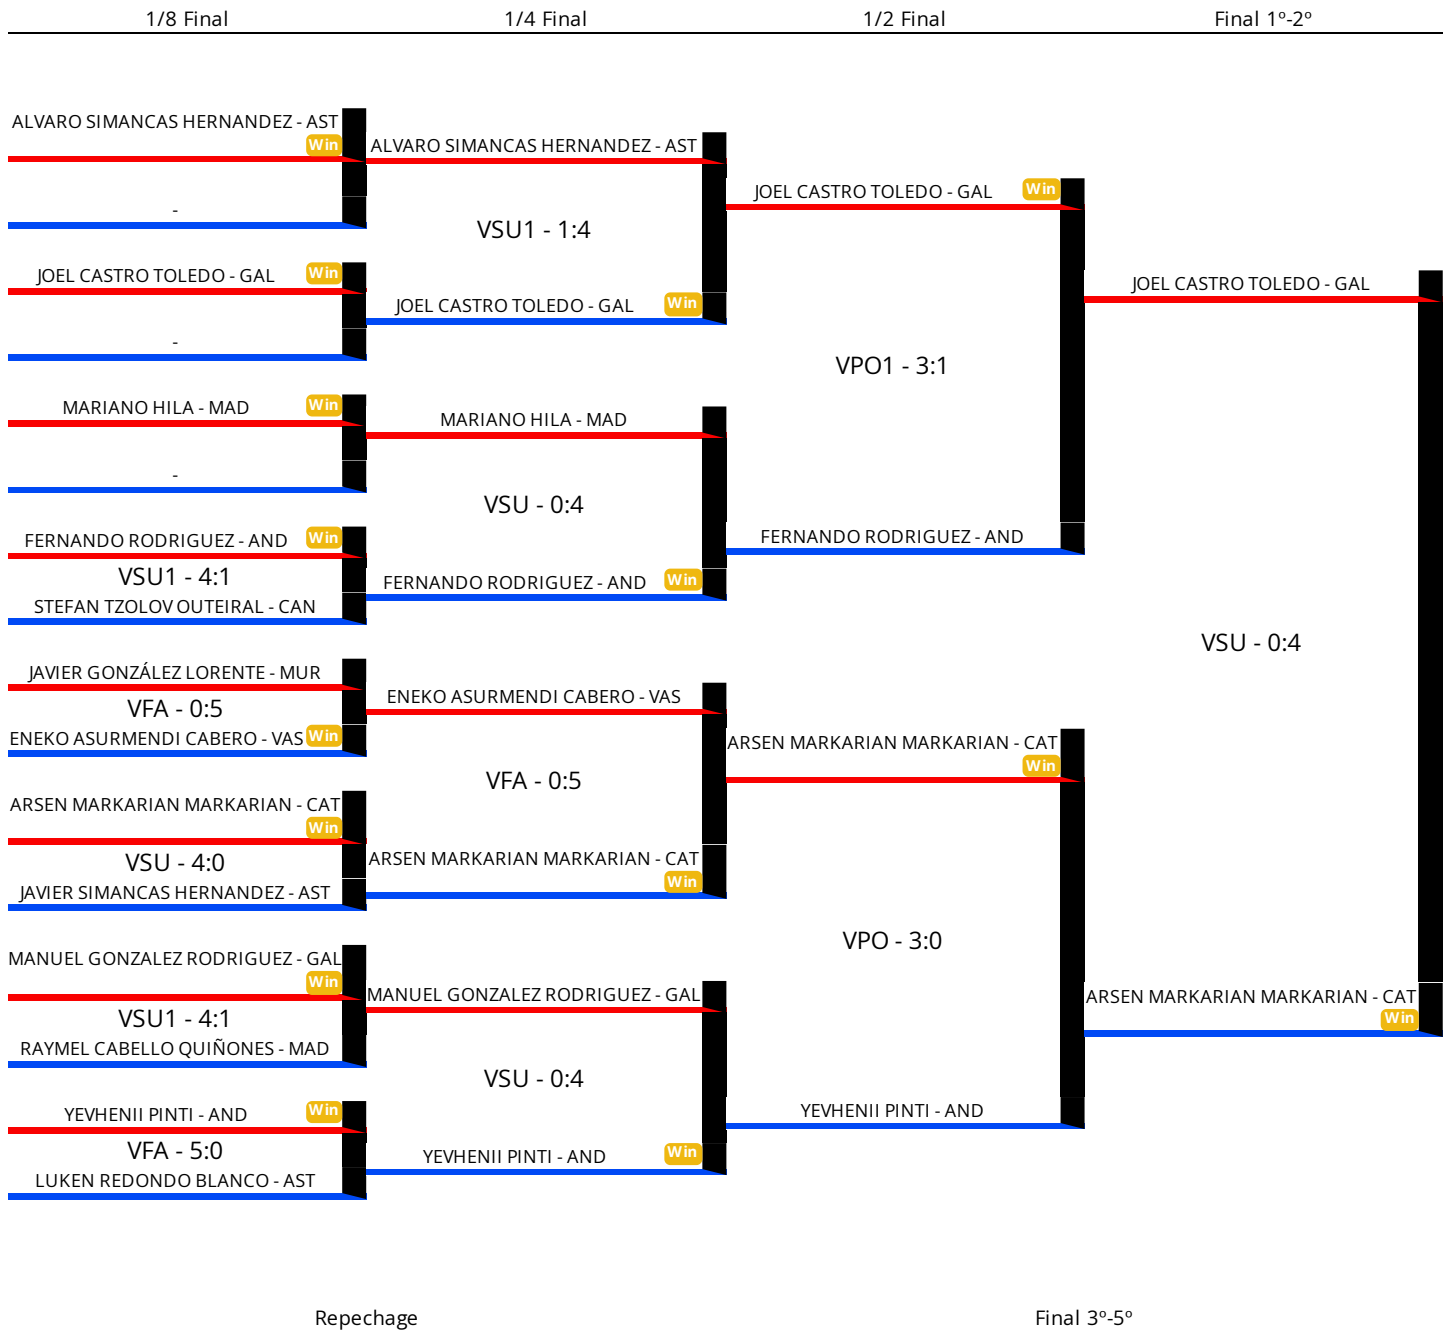 1/8 Final
1/4 Final
1/2 Final
Final 1º-2º
ALVARO SIMANCAS HERNANDEZ - AST
Win
-
JOEL CASTRO TOLEDO - GAL
Win
-
MARIANO HILA - MAD
Win
-
FERNANDO RODRIGUEZ - AND
Win
VSU1 - 4:1
STEFAN TZOLOV OUTEIRAL - CAN
JAVIER GONZÁLEZ LORENTE - MUR
VFA - 0:5
ENEKO ASURMENDI CABERO - VAS
Win
ARSEN MARKARIAN MARKARIAN - CAT
Win
VSU - 4:0
JAVIER SIMANCAS HERNANDEZ - AST
MANUEL GONZALEZ RODRIGUEZ - GAL
Win
VSU1 - 4:1
RAYMEL CABELLO QUIÑONES - MAD
YEVHENII PINTI - AND
Win
VFA - 5:0
LUKEN REDONDO BLANCO - AST
ALVARO SIMANCAS HERNANDEZ - AST
VSU1 - 1:4
JOEL CASTRO TOLEDO - GAL
Win
MARIANO HILA - MAD
VSU - 0:4
FERNANDO RODRIGUEZ - AND
Win
ENEKO ASURMENDI CABERO - VAS
VFA - 0:5
ARSEN MARKARIAN MARKARIAN - CAT
Win
MANUEL GONZALEZ RODRIGUEZ - GAL
VSU - 0:4
YEVHENII PINTI - AND
Win
JOEL CASTRO TOLEDO - GAL
Win
VPO1 - 3:1
FERNANDO RODRIGUEZ - AND
ARSEN MARKARIAN MARKARIAN - CAT
Win
VPO - 3:0
YEVHENII PINTI - AND
JOEL CASTRO TOLEDO - GAL
VSU - 0:4
ARSEN MARKARIAN MARKARIAN - CAT
Win
Repechage
Final 3º-5º